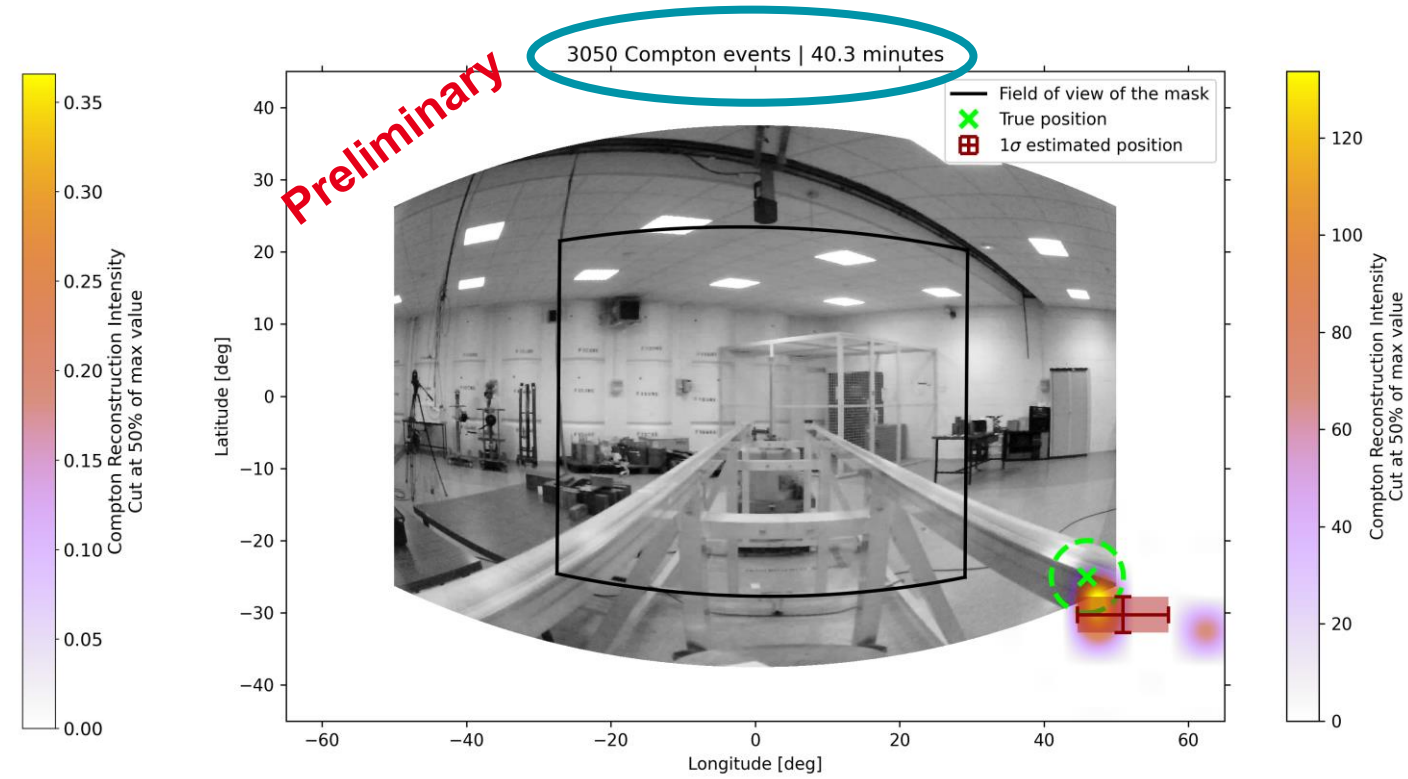 3050 Compton events | 40.3 minutes
Preliminary
Field of view of the mask
True position
1σ estimated position
0.35
0.30
0.25
0.20
0.15
0.10
0.05
0.00
Compton Reconstruction Intensity
Cut at 50% of max value
Latitude [deg]
40
30
20
10
0
−10
−20
−30
−40
−60
−40
−20
0
20
40
60
Longitude [deg]
120
100
80
60
40
20
0
Compton Reconstruction Intensity
Cut at 50% of max value